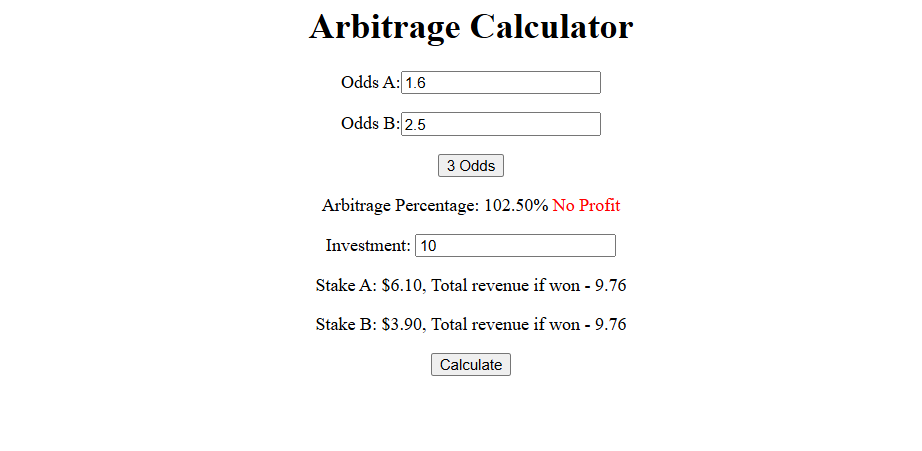 Arbitrage Calculator
Odds A: 1.6
Odds B: 2.5
3 Odds
Arbitrage Percentage: 102.50% No Profit
Investment: 10
Stake A: $6.10, Total revenue if won - 9.76
Stake B: $3.90, Total revenue if won - 9.76
Calculate